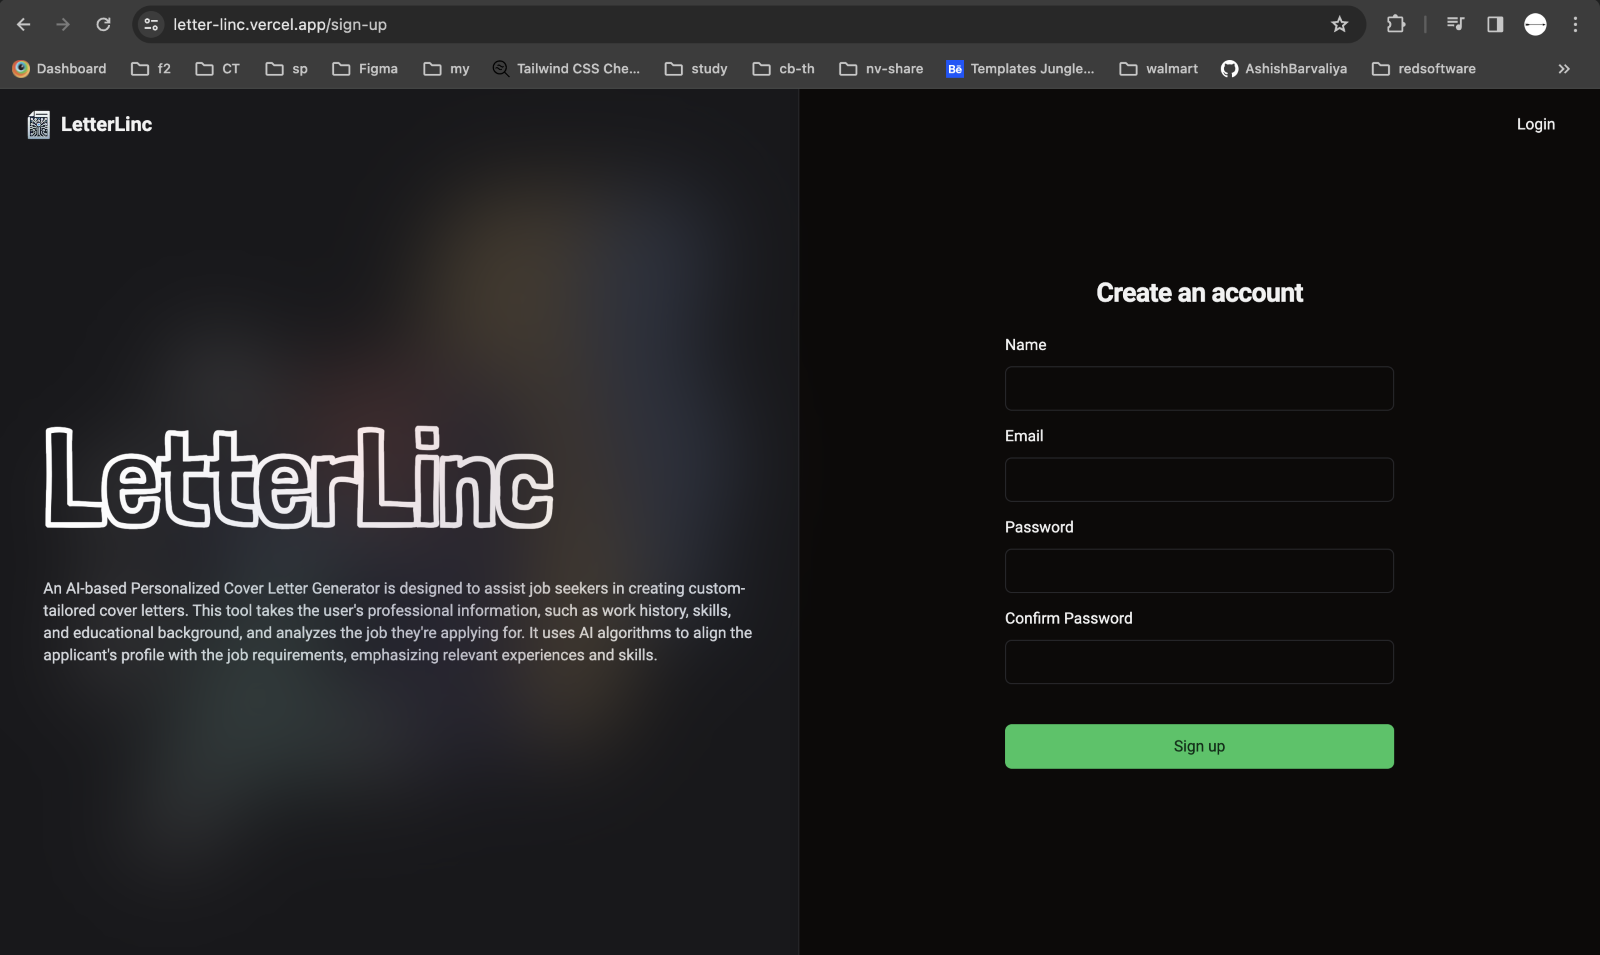 letter-linc.vercel.app/sign-up
Dashboard f2 CT sp Figma my Tailwind CSS Che... study cb-th nv-share Bē Templates Jungle... walmart AshishBarvaliya redsoftware
LetterLinc
Login
LetterLinc
An AI-based Personalized Cover Letter Generator is designed to assist job seekers in creating custom-
tailored cover letters. This tool takes the user's professional information, such as work history, skills,
and educational background, and analyzes the job they're applying for. It uses AI algorithms to align the
applicant's profile with the job requirements, emphasizing relevant experiences and skills.
Create an account
Name
Email
Password
Confirm Password
Sign up